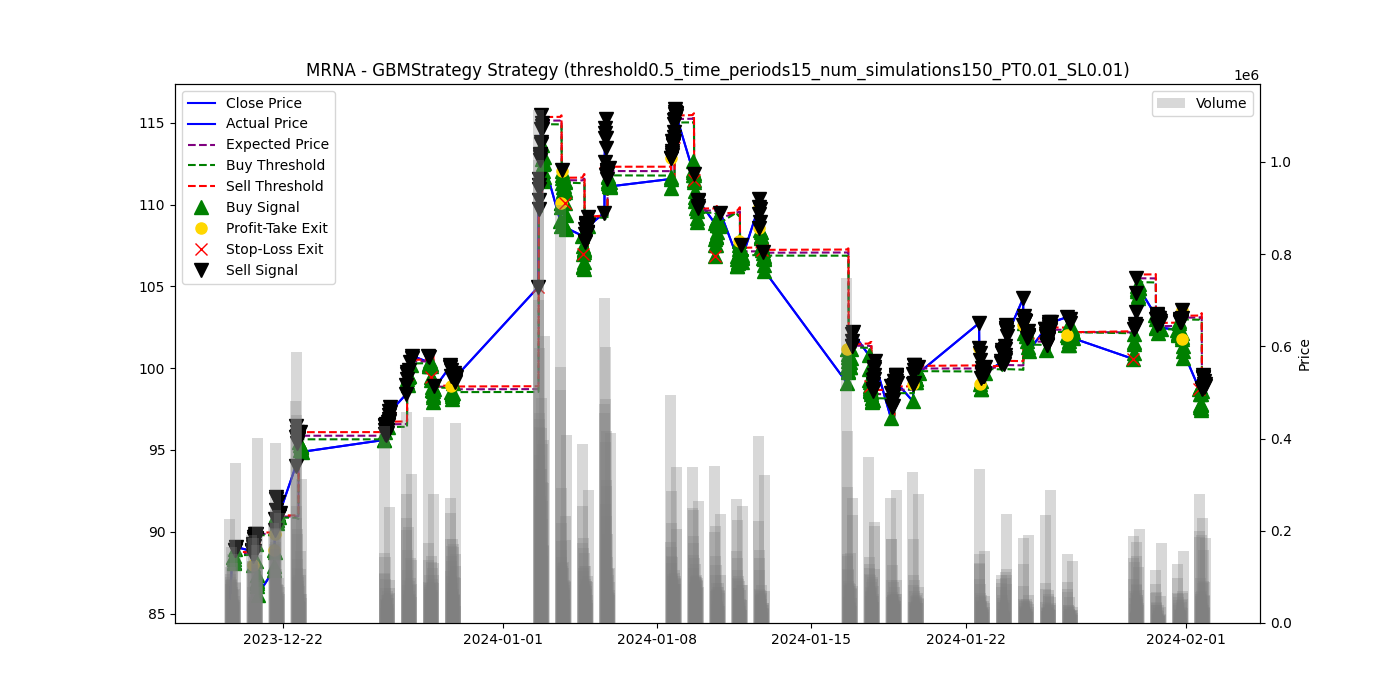 MRNA - GBMStrategy Strategy (threshold0.5_time_periods15_num_simulations150_PT0.01_SL0.01)
1e6
Close Price
Actual Price
Expected Price
Buy Threshold
Sell Threshold
Buy Signal
Profit-Take Exit
Stop-Loss Exit
Sell Signal
Volume
115
110
105
100
95
90
85
1.0
0.8
0.6
0.4
0.2
0.0
Price
2023-12-22
2024-01-01
2024-01-08
2024-01-15
2024-01-22
2024-02-01